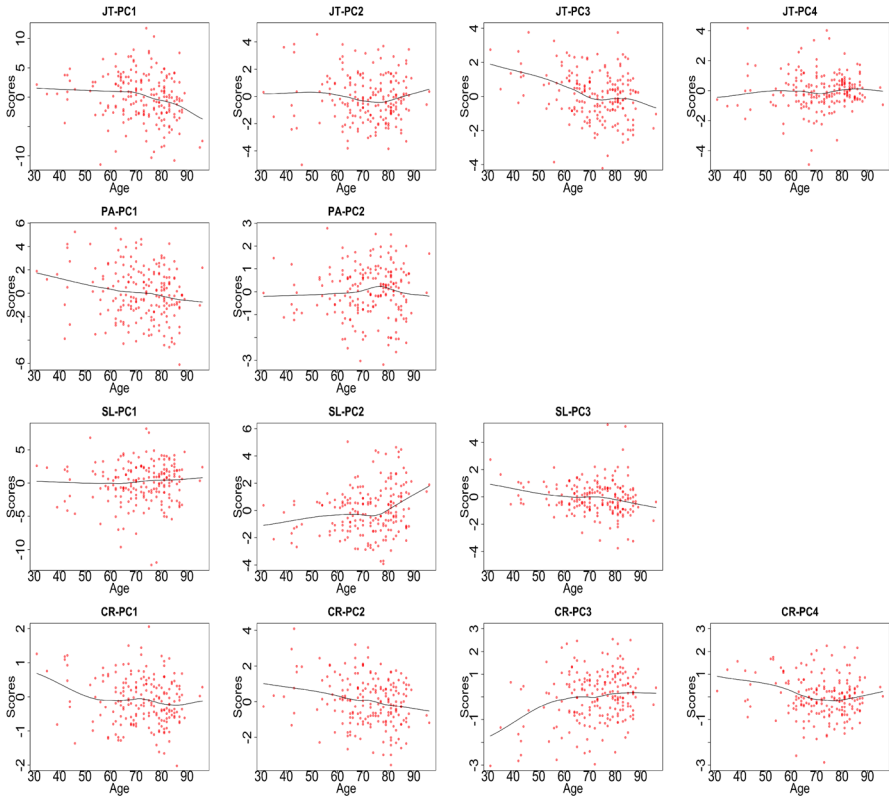 JT-PC1
Scores
10
5
0
-10
30 40 50 60 70 80 90
Age
JT-PC2
Scores
4
2
0
-2
-4
30 40 50 60 70 80 90
Age
JT-PC3
Scores
4
2
0
-2
-4
30 40 50 60 70 80 90
Age
JT-PC4
Scores
4
2
0
-2
-4
30 40 50 60 70 80 90
Age
PA-PC1
Scores
6
4
2
0
-2
-6
30 40 50 60 70 80 90
Age
PA-PC2
Scores
3
2
1
0
-1
-3
30 40 50 60 70 80 90
Age
SL-PC1
Scores
5
0
-5
-10
30 40 50 60 70 80 90
Age
SL-PC2
Scores
6
4
2
0
-2
-4
30 40 50 60 70 80 90
Age
SL-PC3
Scores
4
2
0
-2
-4
30 40 50 60 70 80 90
Age
CR-PC1
Scores
2
1
0
-1
-2
30 40 50 60 70 80 90
Age
CR-PC2
Scores
4
2
0
-2
30 40 50 60 70 80 90
Age
CR-PC3
Scores
3
2
1
-1
-3
30 40 50 60 70 80 90
Age
CR-PC4
Scores
3
2
1
-1
-3
30 40 50 60 70 80 90
Age